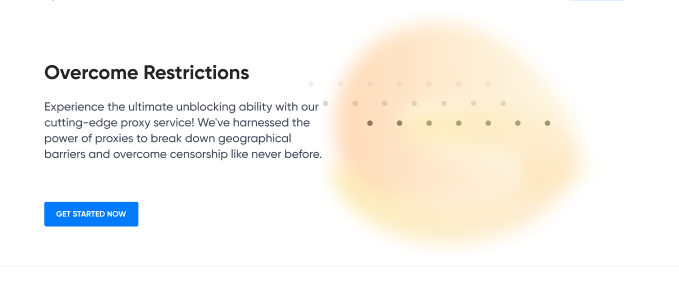 Overcome Restrictions
Experience the ultimate unblocking ability with our
cutting-edge proxy service! We've harnessed the
power of proxies to break down geographical
barriers and overcome censorship like never before.
GET STARTED NOW